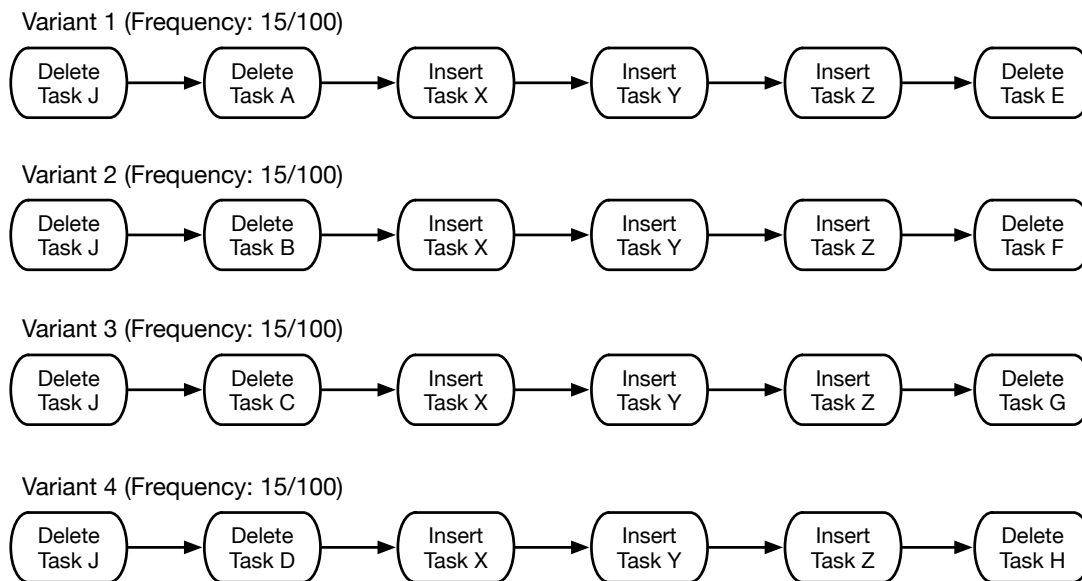 Variant 1 (Frequency: 15/100)
Delete Task J
Delete Task A
Insert Task X
Insert Task Y
Insert Task Z
Delete Task E
Variant 2 (Frequency: 15/100)
Delete Task J
Delete Task B
Insert Task X
Insert Task Y
Insert Task Z
Delete Task F
Variant 3 (Frequency: 15/100)
Delete Task J
Delete Task C
Insert Task X
Insert Task Y
Insert Task Z
Delete Task G
Variant 4 (Frequency: 15/100)
Delete Task J
Delete Task D
Insert Task X
Insert Task Y
Insert Task Z
Delete Task H